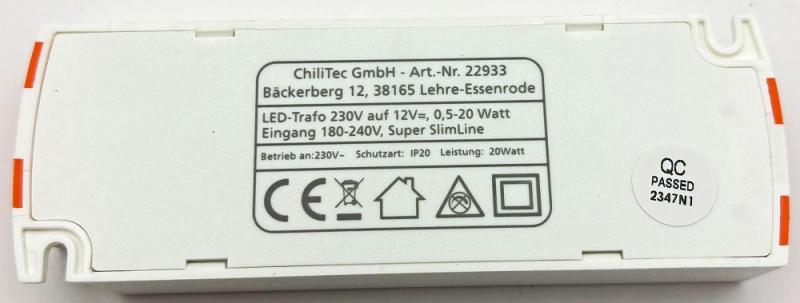 ChiliTec GmbH - Art.-Nr. 22933
Bäckerberg 12, 38165 Lehre-Essenrode
LED-Trafo 230V auf 12V=, 0,5-20 Watt
Eingang 180-240V, Super SlimLine
Betrieb an:230V~ Schutzart: IP20 Leistung: 20Watt
CE
QC
PASSED
2347N1